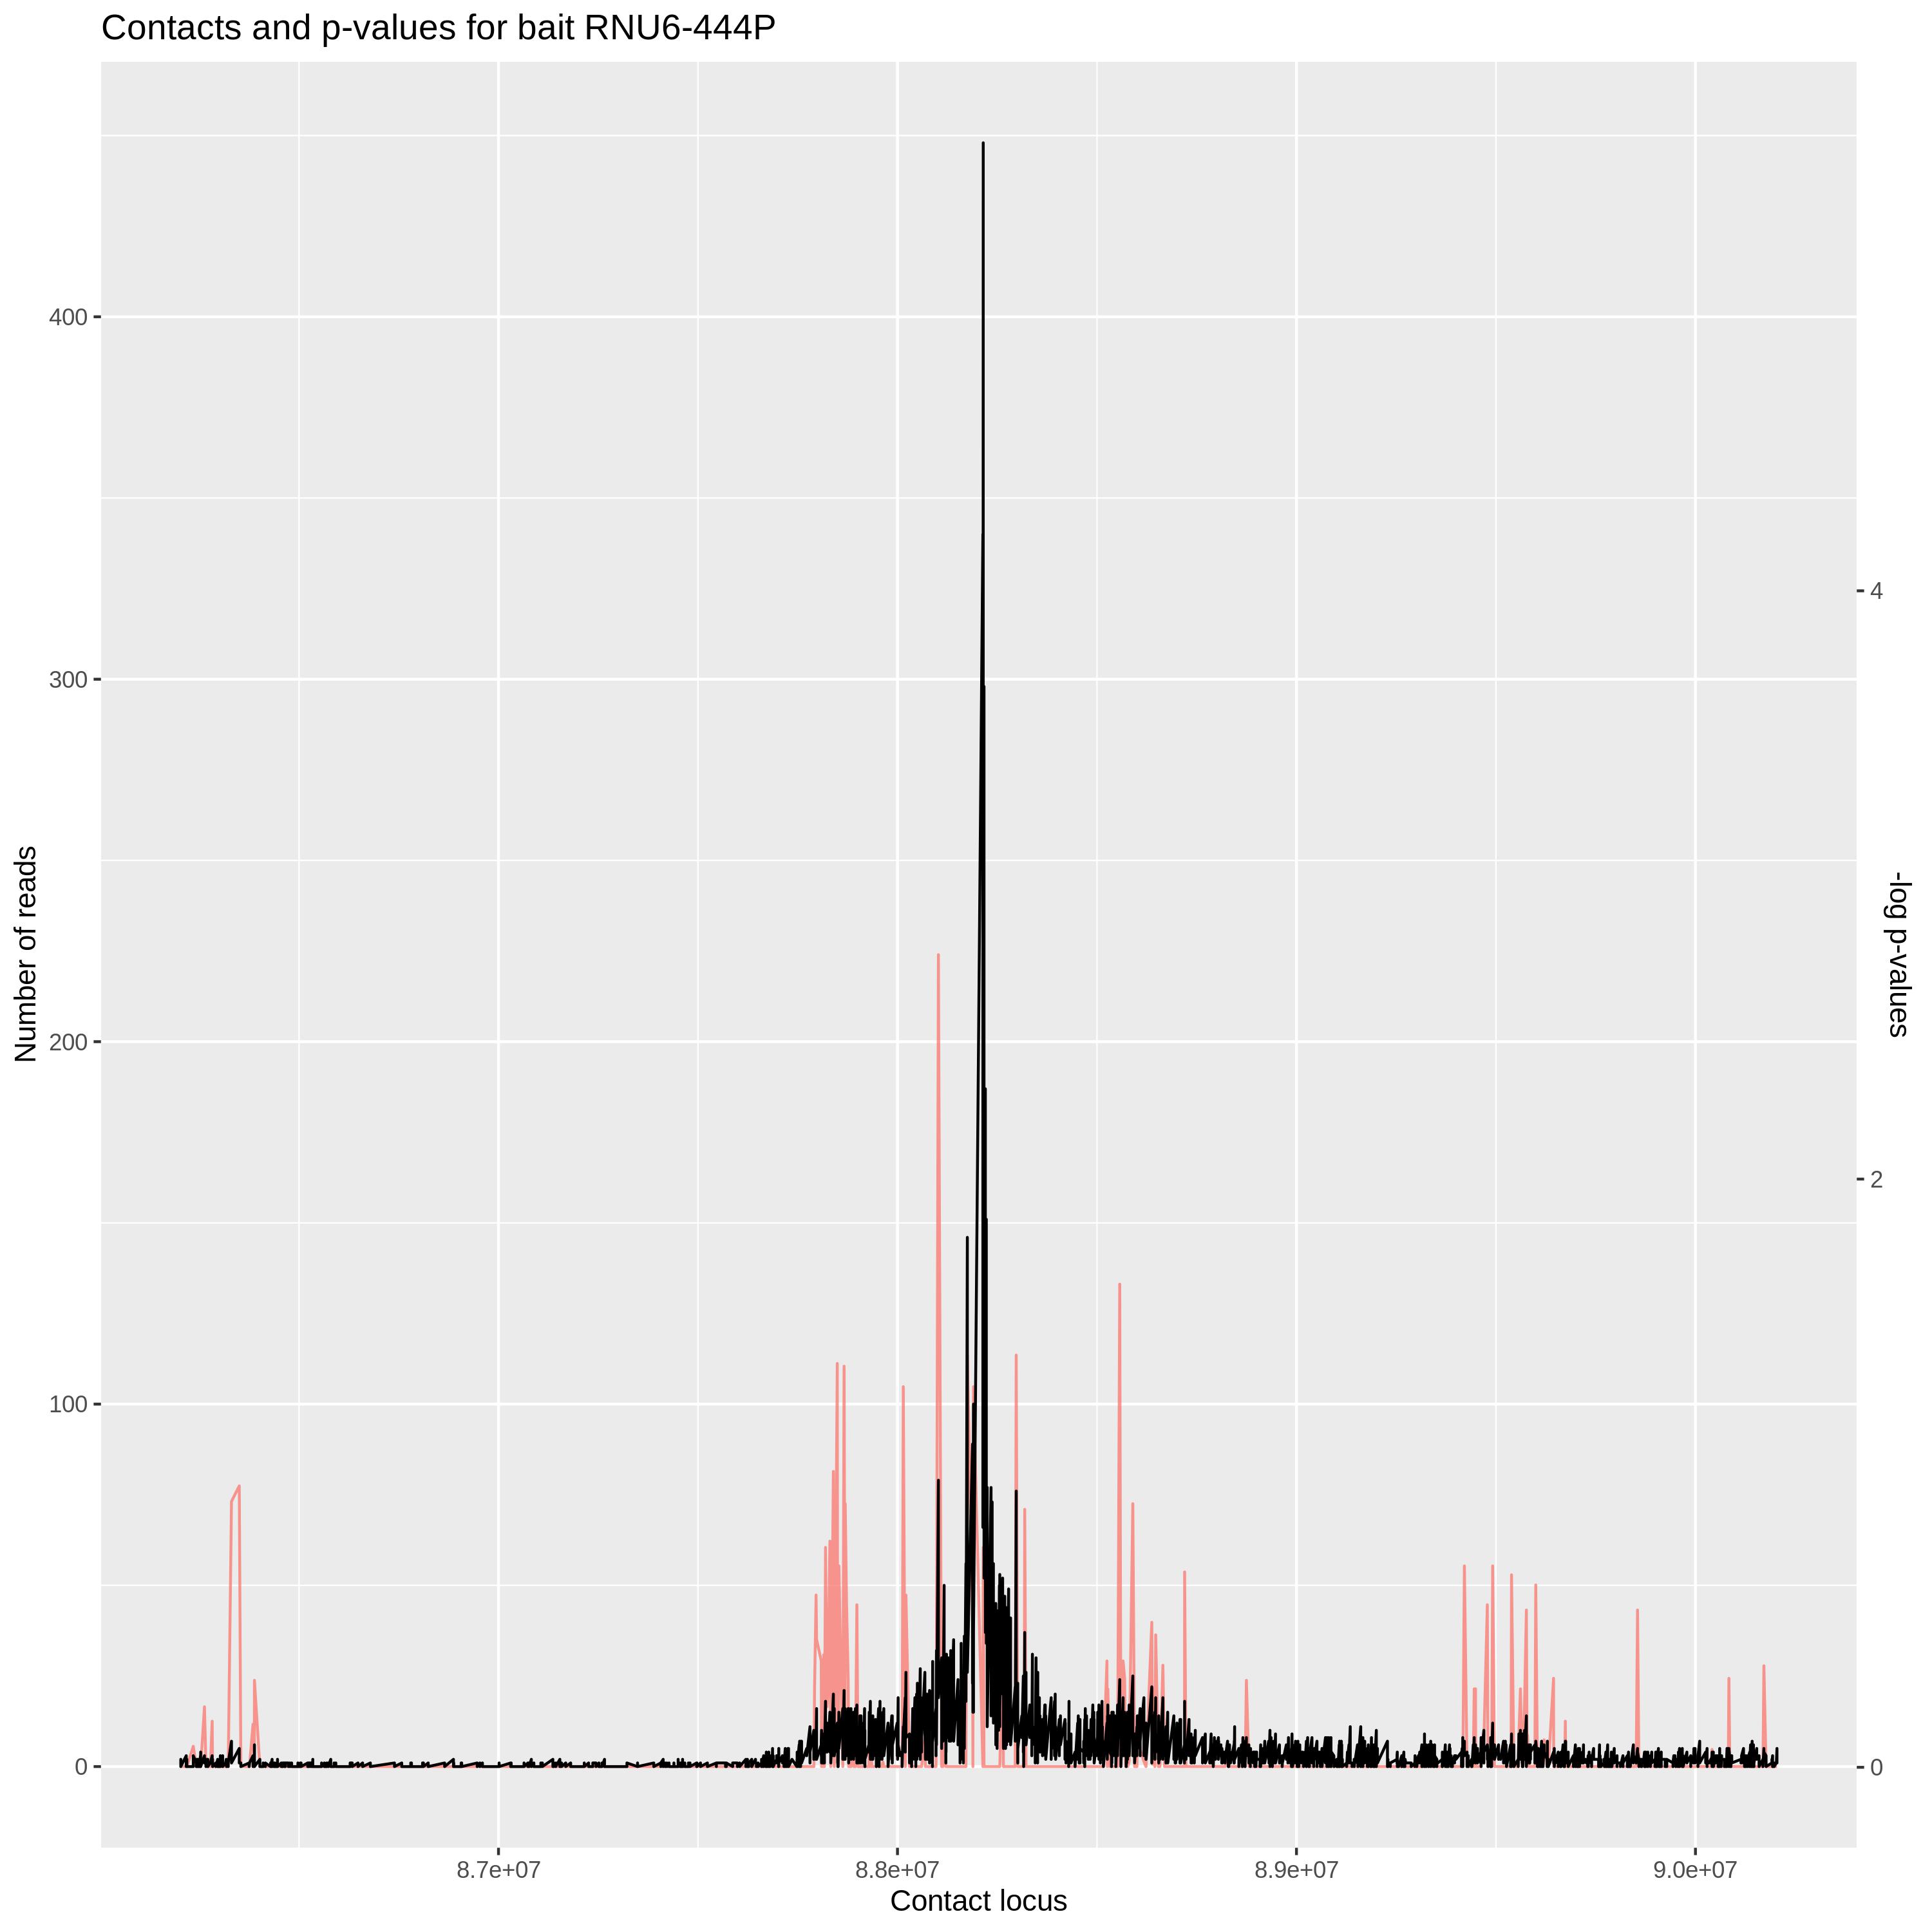 Contacts and p-values for bait RNU6-444P
400
300
200
100
0
Number of reads
4
2
0
-log p-values
8.7e+07
8.8e+07
8.9e+07
9.0e+07
Contact locus